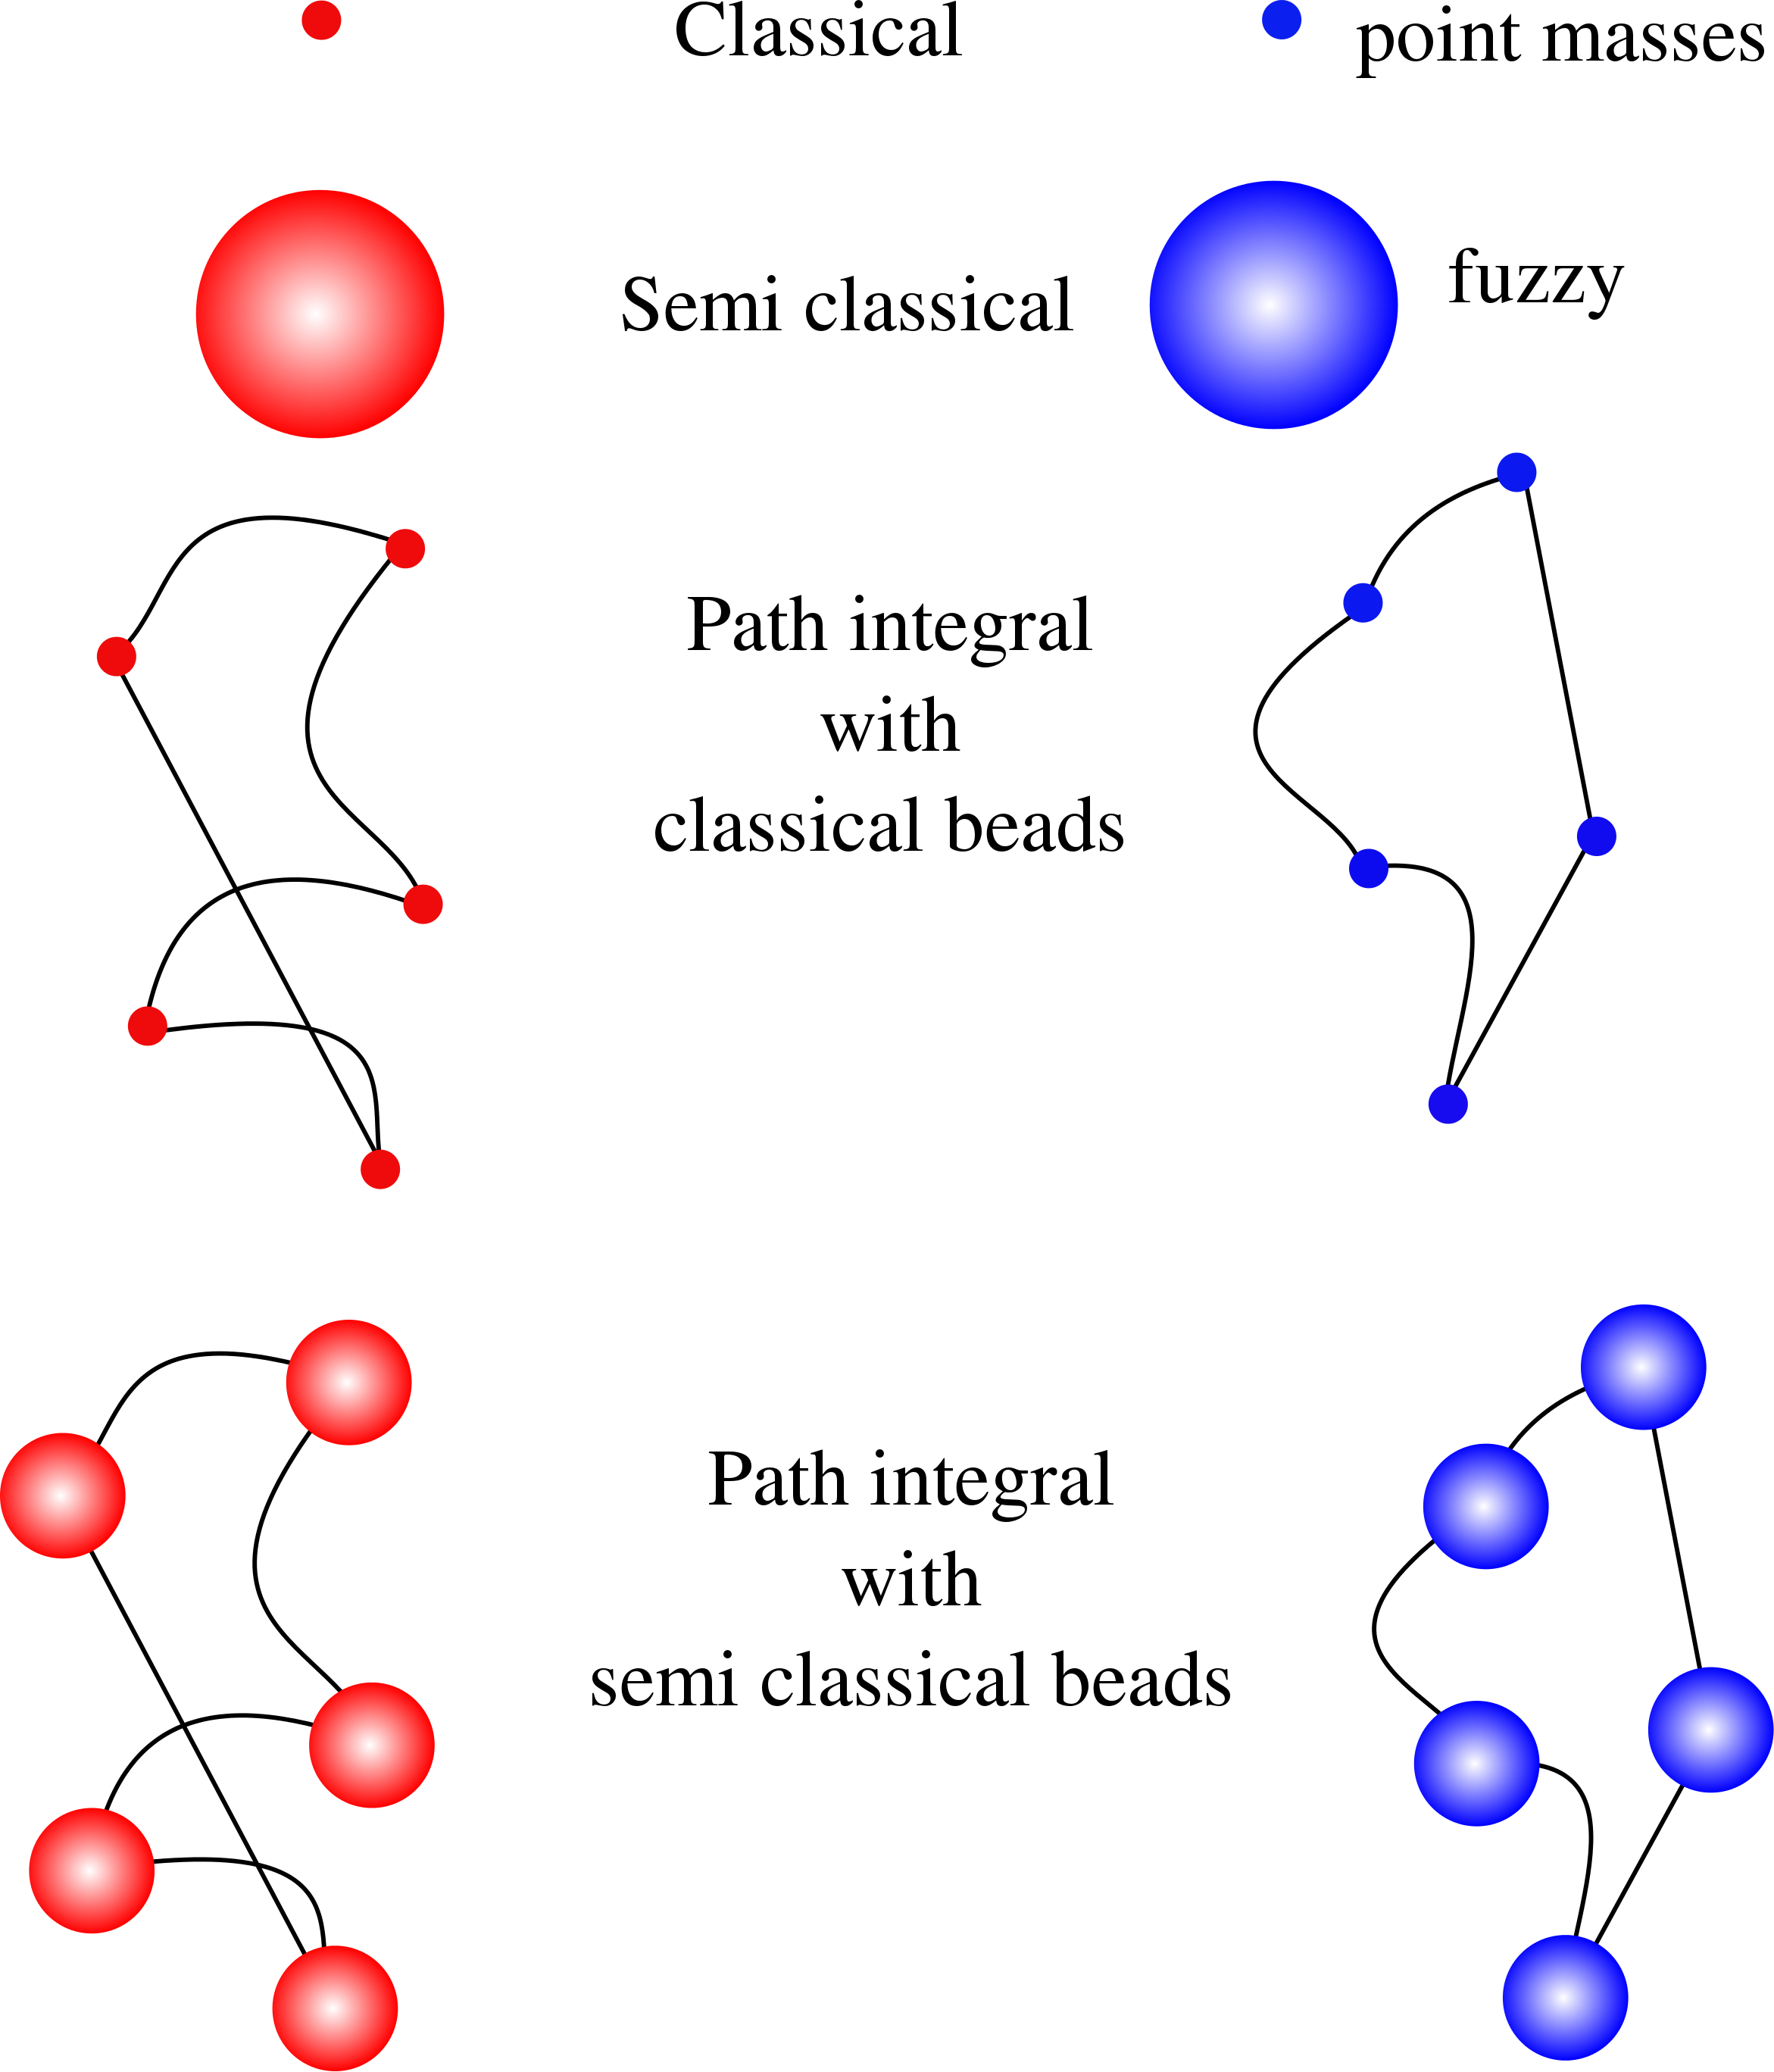 Classical
point masses
Semi classical
fuzzy
Path integral
with
classical beads
Path integral
with
semi classical beads